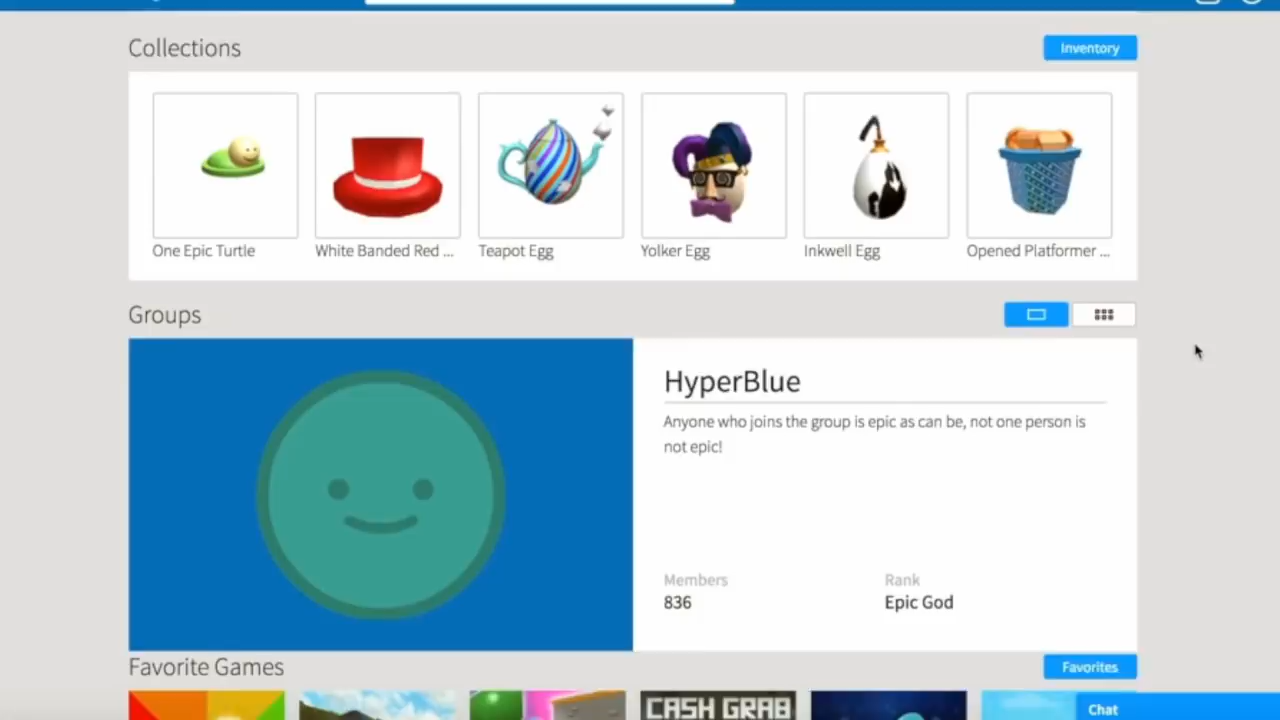 Collections
Inventory
One Epic Turtle
White Banded Red ...
Teapot Egg
Yolker Egg
Inkwell Egg
Opened Platformer ...
Groups
HyperBlue
Anyone who joins the group is epic as can be, not one person is
not epic!
Members
Rank
836
Epic God
Favorite Games
Favorites
CASH GRAB
Chat